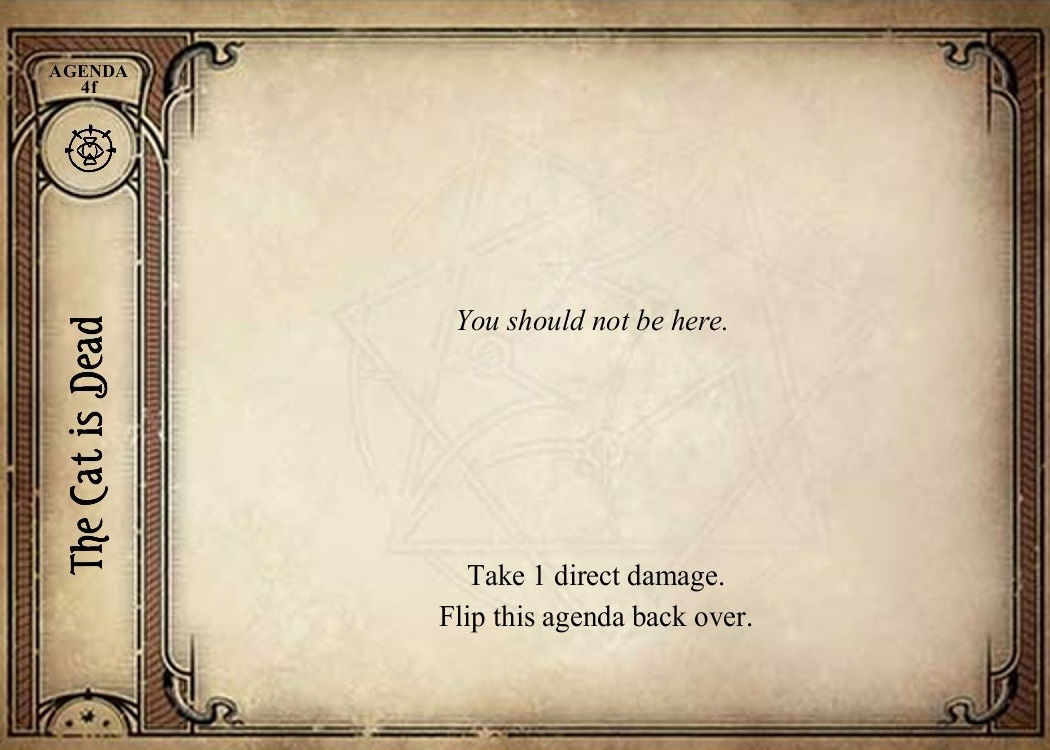 AGENDA
4f
The Cat is Dead
You should not be here.
Take 1 direct damage.
Flip this agenda back over.